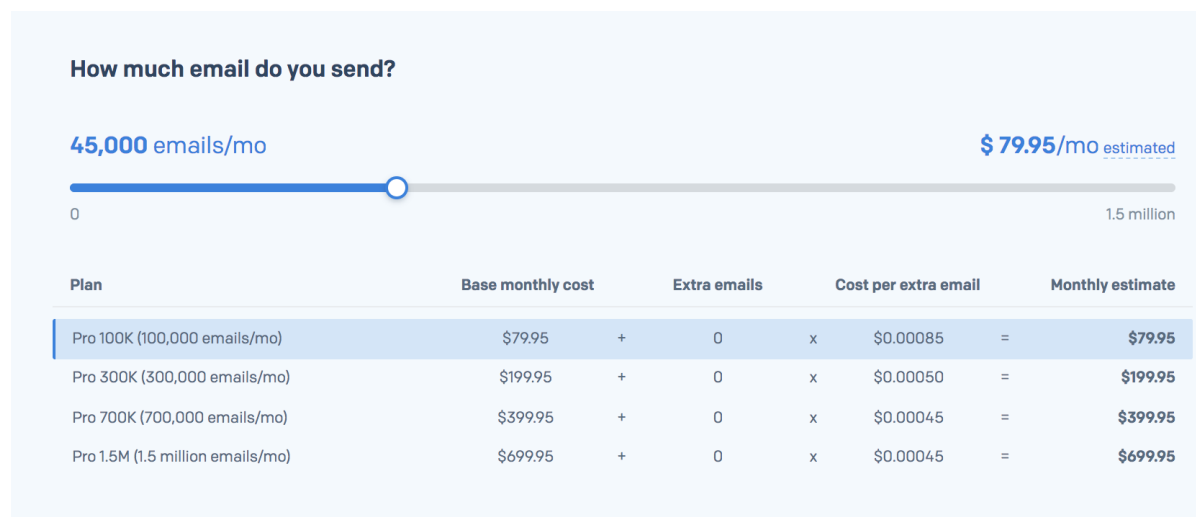 How much email do you send?
45,000 emails/mo $ 79.95/mo estimated
0 1.5 million
Plan Base monthly cost Extra emails Cost per extra email Monthly estimate
Pro 100K (100,000 emails/mo) $79.95 + 0 x $0.00085 = $79.95
Pro 300K (300,000 emails/mo) $199.95 + 0 x $0.00050 = $199.95
Pro 700K (700,000 emails/mo) $399.95 + 0 x $0.00045 = $399.95
Pro 1.5M (1.5 million emails/mo) $699.95 + 0 x $0.00045 = $699.95